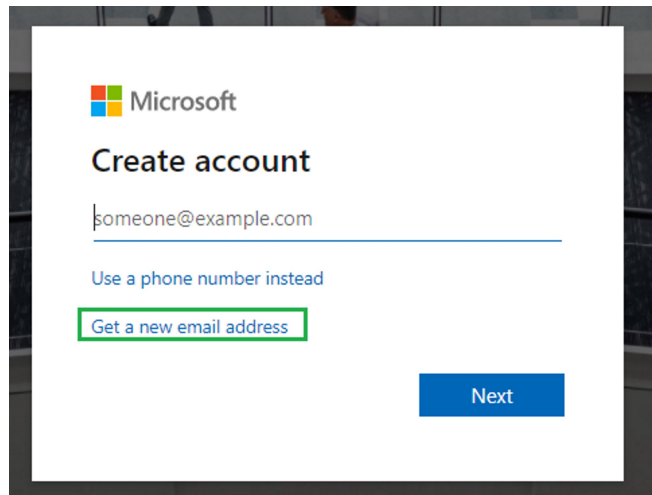 Microsoft
Create account
someone@example.com
Use a phone number instead
Get a new email address
Next